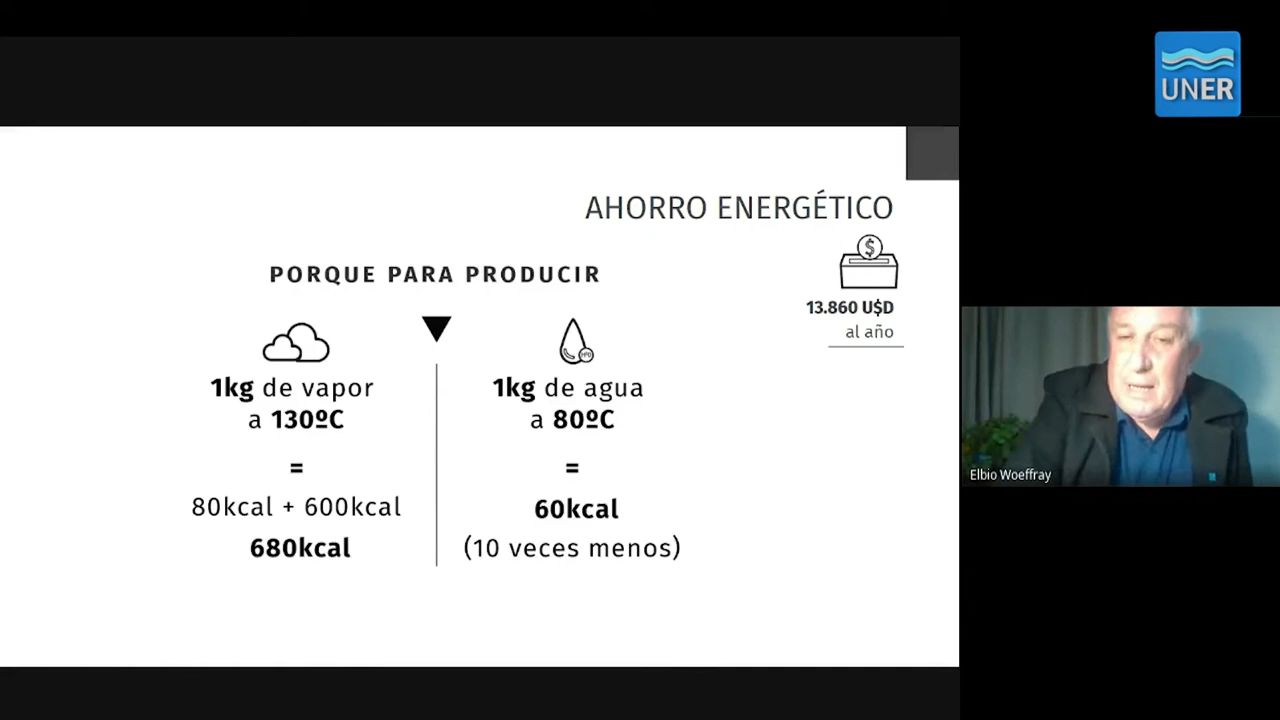 UNER
AHORRO ENERGÉTICO
$
PORQUE PARA PRODUCIR
13.860 U$D
al año
1kg de vapor
a 130ºC
=
80kcal + 600kcal
680kcal
1kg de agua
a 80ºC
=
60kcal
(10 veces menos)
Elbio Woeffray